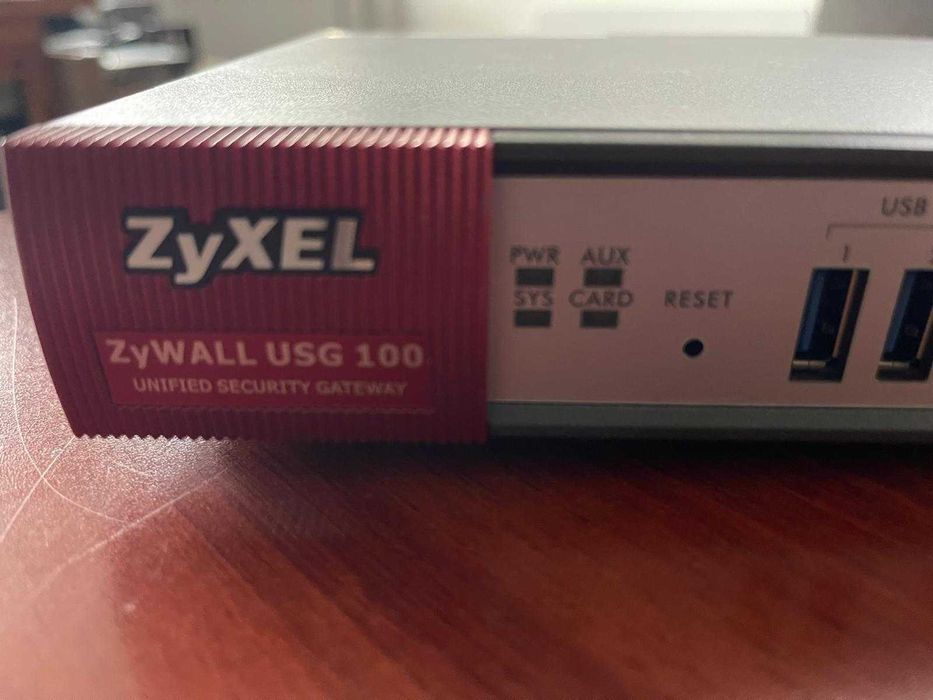 ZyXEL
ZyWALL USG 100
UNIFIED SECURITY GATEWAY
PWR AUX
SYS CARD
RESET
USB
1